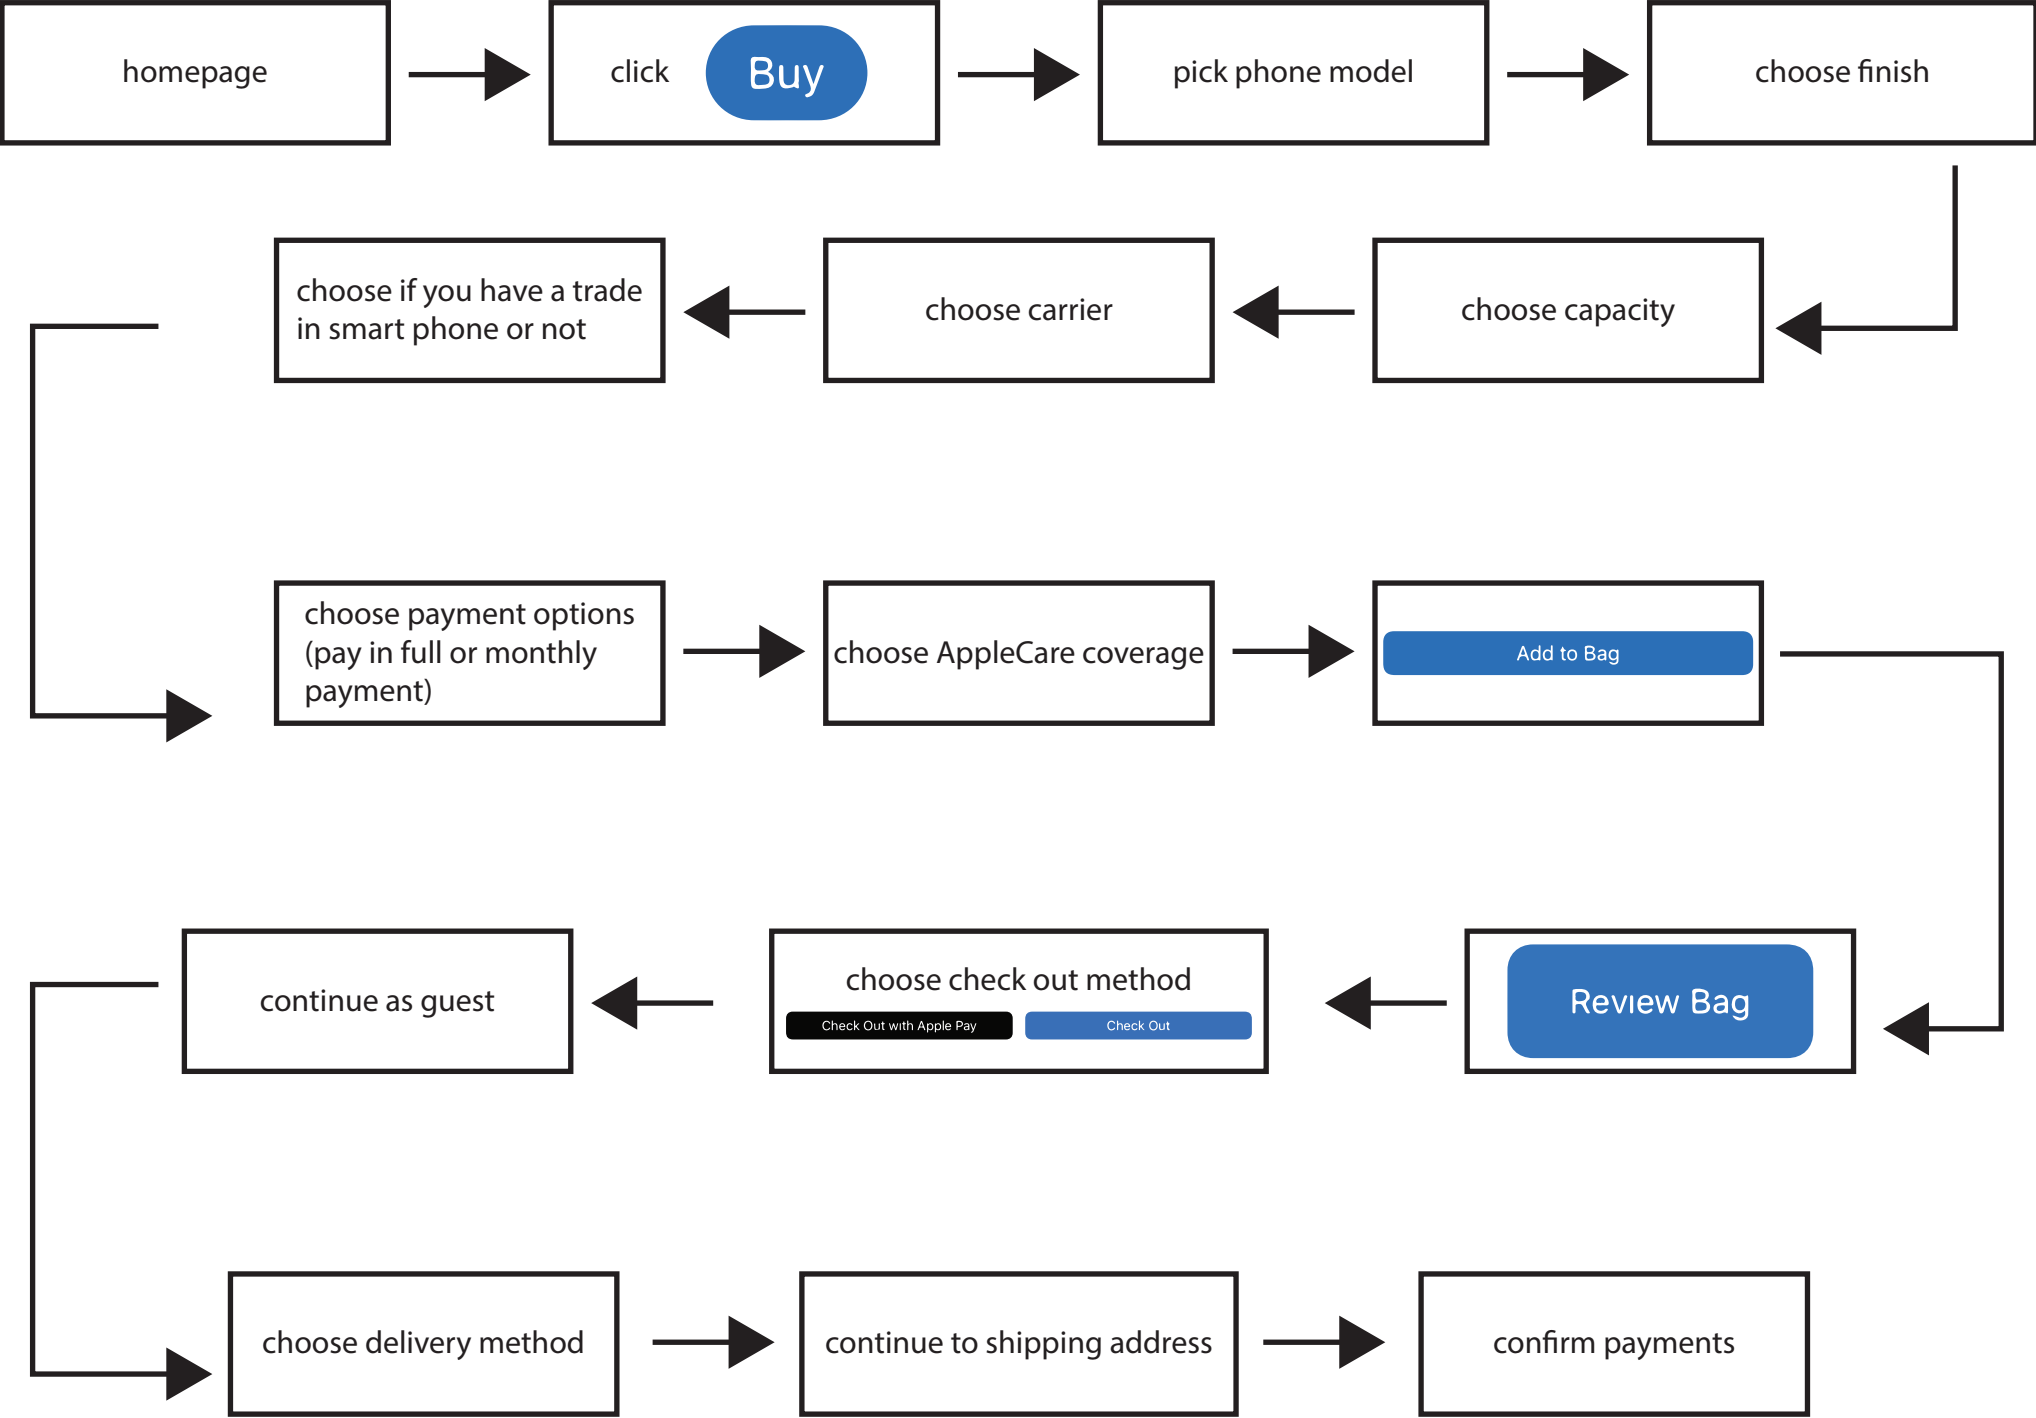 homepage
click Buy
pick phone model
choose finish
choose capacity
choose carrier
choose if you have a trade
in smart phone or not
choose payment options
(pay in full or monthly
payment)
choose AppleCare coverage
Add to Bag
Review Bag
choose check out method
Check Out with Apple Pay
Check Out
continue as guest
choose delivery method
continue to shipping address
confirm payments